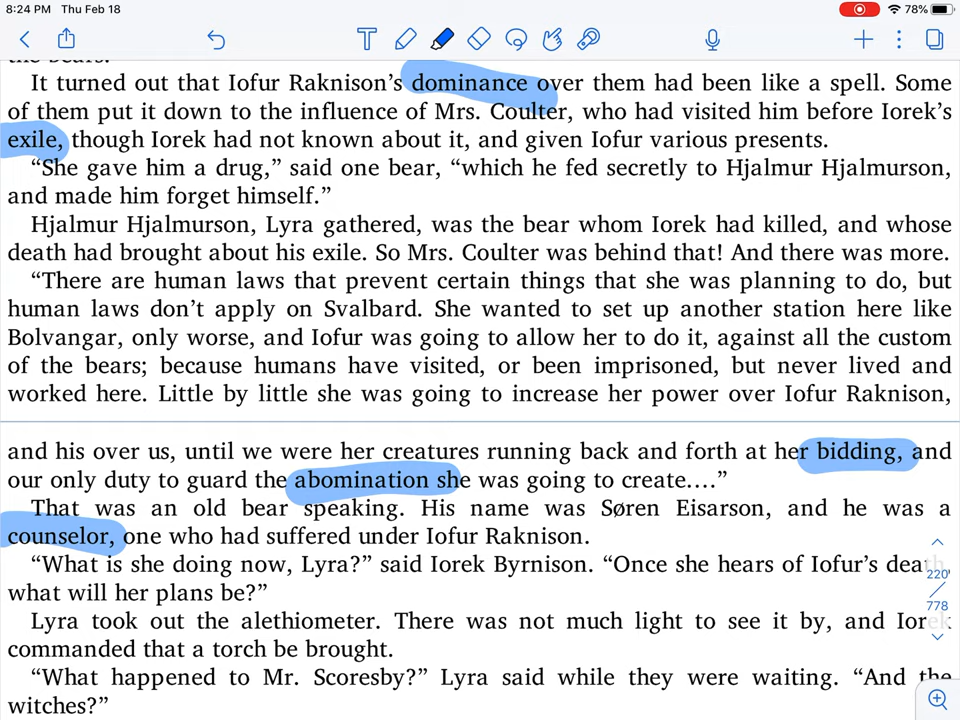 8:24 PM Thu Feb 18
78%
the bears.
It turned out that Iofur Raknison’s dominance over them had been like a spell. Some
of them put it down to the influence of Mrs. Coulter, who had visited him before Iorek’s
exile, though Iorek had not known about it, and given Iofur various presents.
“She gave him a drug,” said one bear, “which he fed secretly to Hjalmur Hjalmurson,
and made him forget himself.”
Hjalmur Hjalmurson, Lyra gathered, was the bear whom Iorek had killed, and whose
death had brought about his exile. So Mrs. Coulter was behind that! And there was more.
“There are human laws that prevent certain things that she was planning to do, but
human laws don’t apply on Svalbard. She wanted to set up another station here like
Bolvangar, only worse, and Iofur was going to allow her to do it, against all the custom
of the bears; because humans have visited, or been imprisoned, but never lived and
worked here. Little by little she was going to increase her power over Iofur Raknison,
and his over us, until we were her creatures running back and forth at her bidding, and
our only duty to guard the abomination she was going to create....”
That was an old bear speaking. His name was Søren Eisarson, and he was a
counselor, one who had suffered under Iofur Raknison.
“What is she doing now, Lyra?” said Iorek Byrnison. “Once she hears of Iofur’s death,
what will her plans be?”
Lyra took out the alethiometer. There was not much light to see it by, and Iorek
commanded that a torch be brought.
“What happened to Mr. Scoresby?” Lyra said while they were waiting. “And the
witches?”
220
778